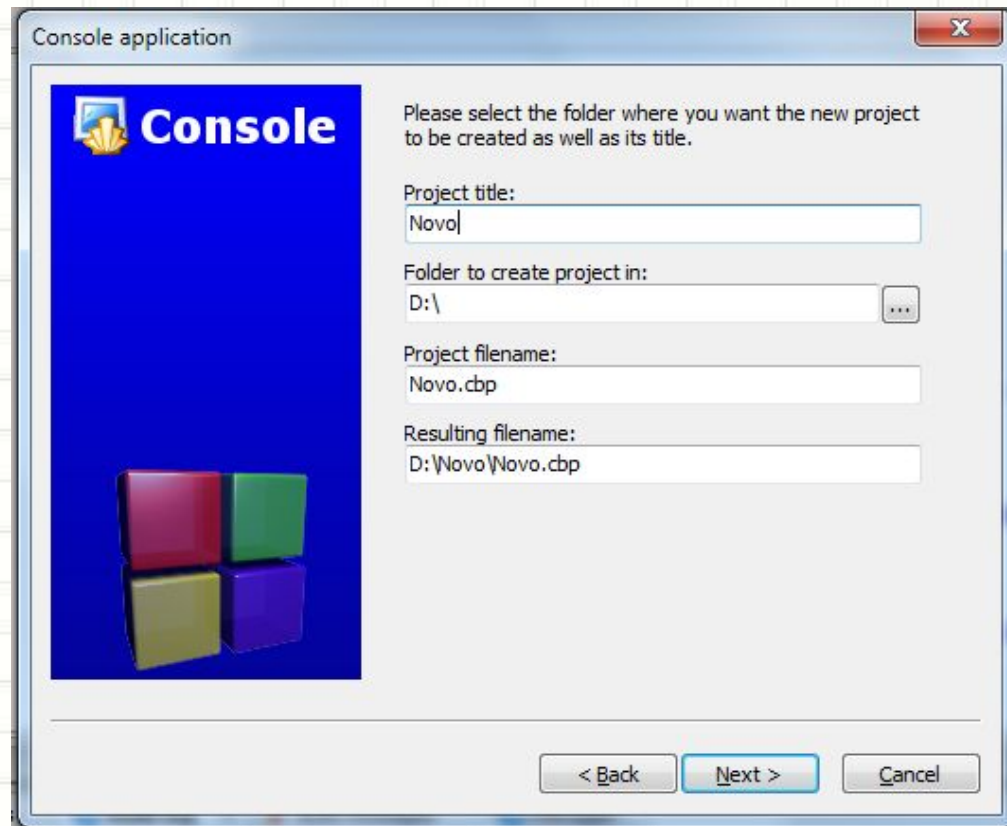 Console application
Console
Please select the folder where you want the new project
to be created as well as its title.
Project title:
Novo
Folder to create project in:
D:\
...
Project filename:
Novo.cbp
Resulting filename:
D:\Novo\Novo.cbp
< Back
Next >
Cancel